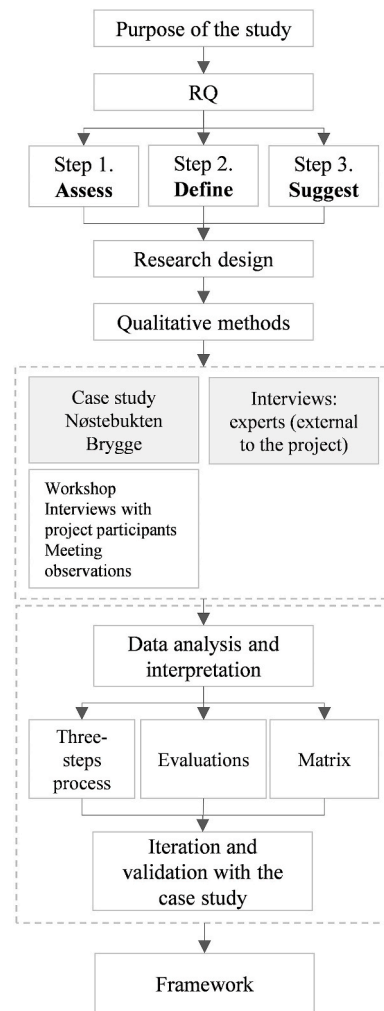 Purpose of the study
RQ
Step 1.
Assess
Step 2.
Define
Step 3.
Suggest
Research design
Qualitative methods
Case study
Nøstebukten
Brygge
Interviews:
experts (external
to the project)
Workshop
Interviews with
project participants
Meeting
observations
Data analysis and
interpretation
Three-
steps
process
Evaluations
Matrix
Iteration and
validation with the
case study
Framework